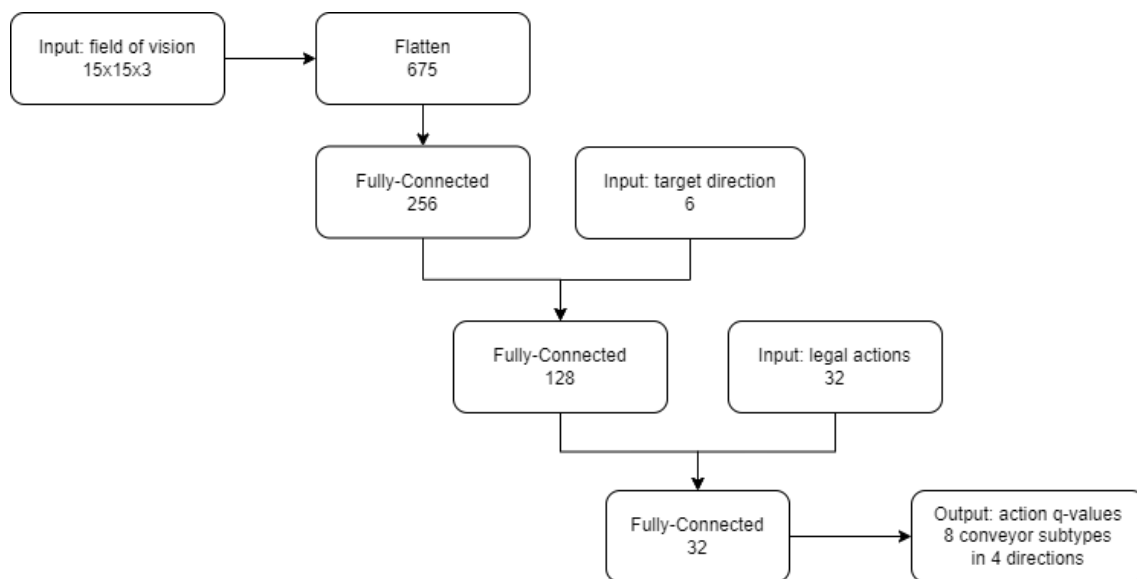 Input: field of vision
15x15x3
Flatten
675
Fully-Connected
256
Input: target direction
6
Fully-Connected
128
Input: legal actions
32
Fully-Connected
32
Output: action q-values
8 conveyor subtypes
in 4 directions